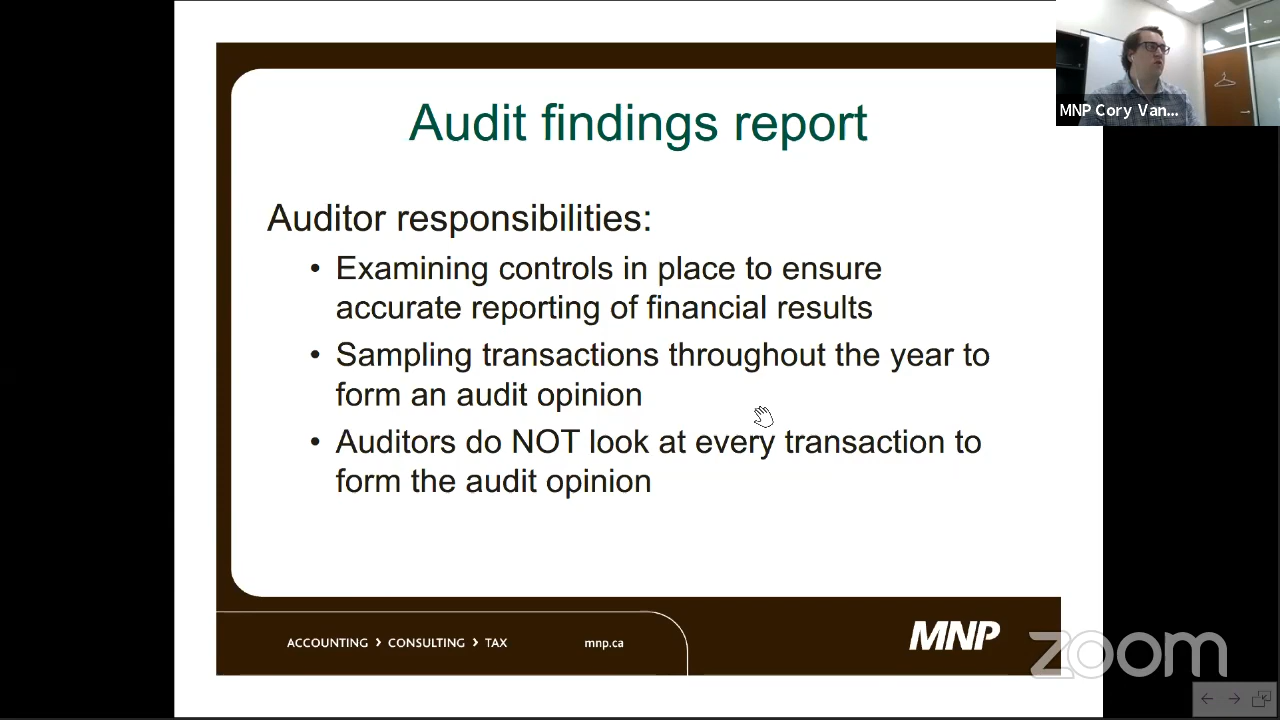 Audit findings report
MNP Cory Van...
Auditor responsibilities:
• Examining controls in place to ensure
accurate reporting of financial results
• Sampling transactions throughout the year to
form an audit opinion
• Auditors do NOT look at every transaction to
form the audit opinion
ACCOUNTING › CONSULTING › TAX
mnp.ca
MNP
zoom